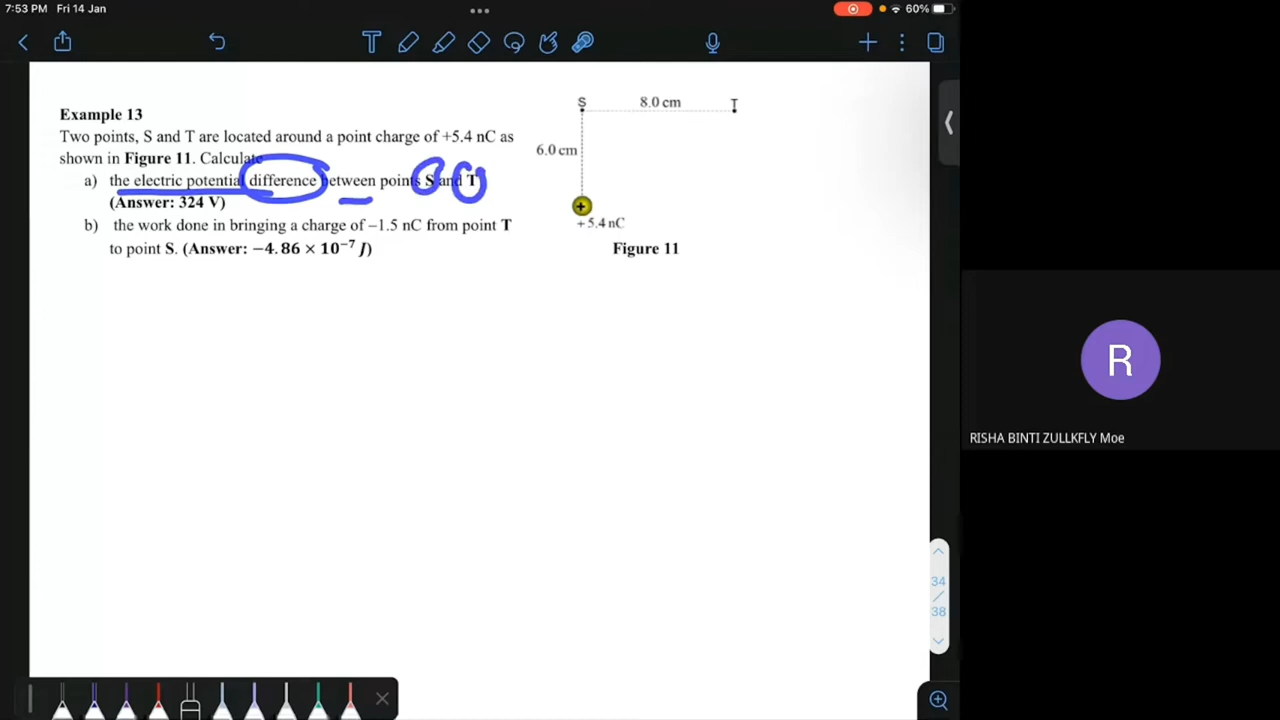 7:53 PM Fri 14 Jan
60%
Example 13
Two points, S and T are located around a point charge of +5.4 nC as
shown in Figure 11. Calculate
a) the electric potential difference between points S and T
(Answer: 324 V)
b) the work done in bringing a charge of −1.5 nC from point T
to point S. (Answer: −4.86 × 10⁻⁷ J)
S 8.0 cm T
6.0 cm
+
+5.4 nC
Figure 11
R
RISHA BINTI ZULLKFLY Moe
34
/
38